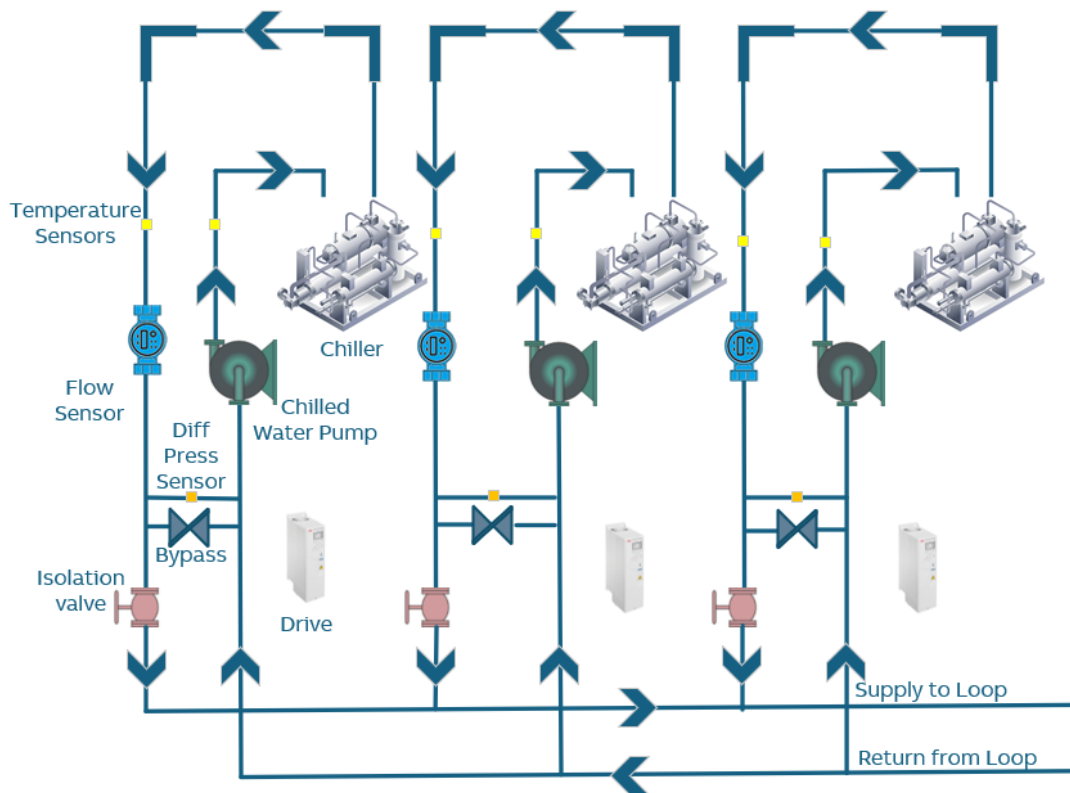 Temperature
Sensors
Flow
Sensor
Chiller
Chilled
Water Pump
Diff
Press
Sensor
Bypass
Isolation
valve
Drive
Supply to Loop
Return from Loop